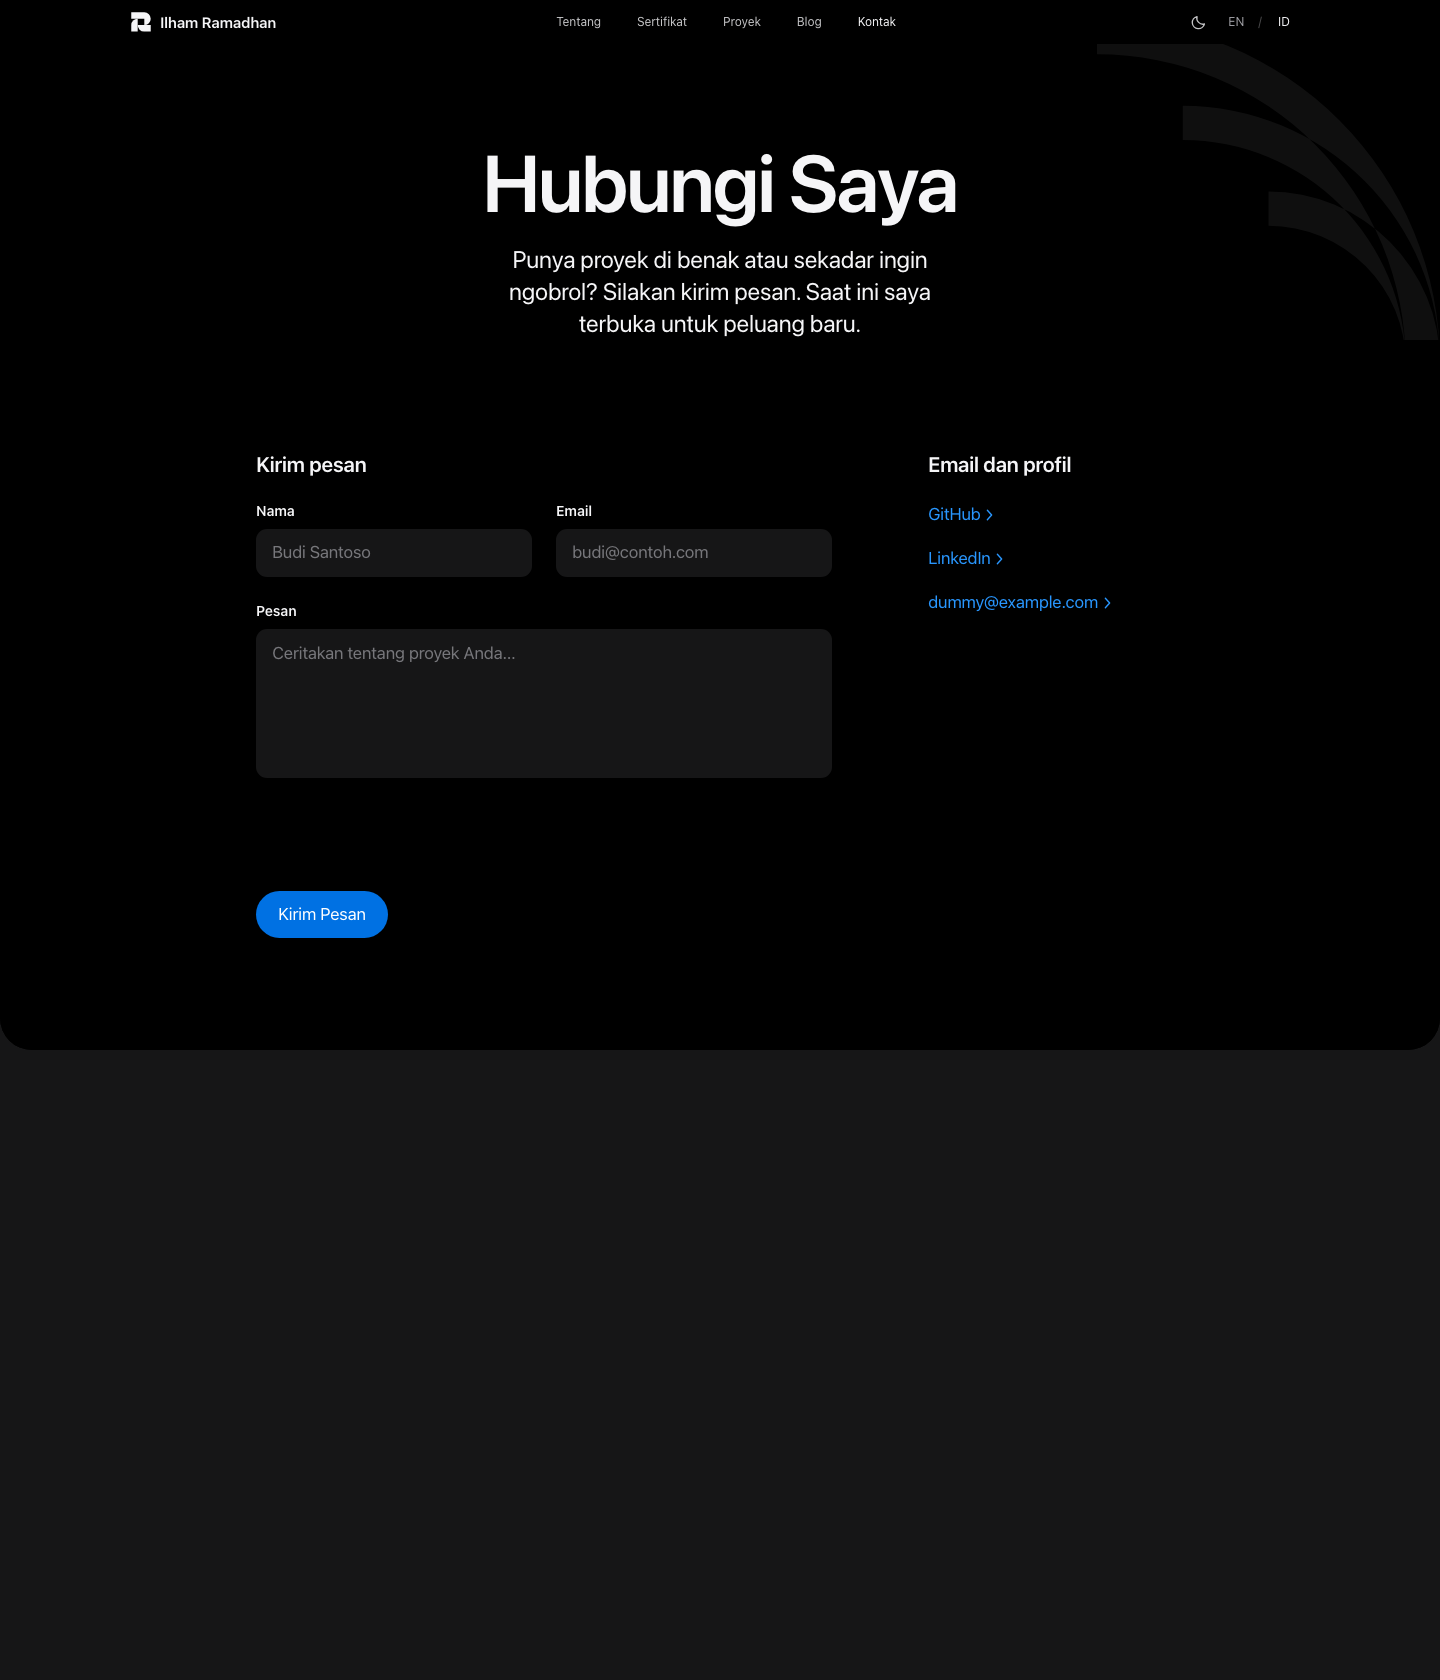 Ilham Ramadhan
Tentang Sertifikat Proyek Blog Kontak
EN / ID
Hubungi Saya
Punya proyek di benak atau sekadar ingin
ngobrol? Silakan kirim pesan. Saat ini saya
terbuka untuk peluang baru.
Kirim pesan
Nama
Budi Santoso
Email
budi@contoh.com
Pesan
Ceritakan tentang proyek Anda...
Kirim Pesan
Email dan profil
GitHub
LinkedIn
dummy@example.com